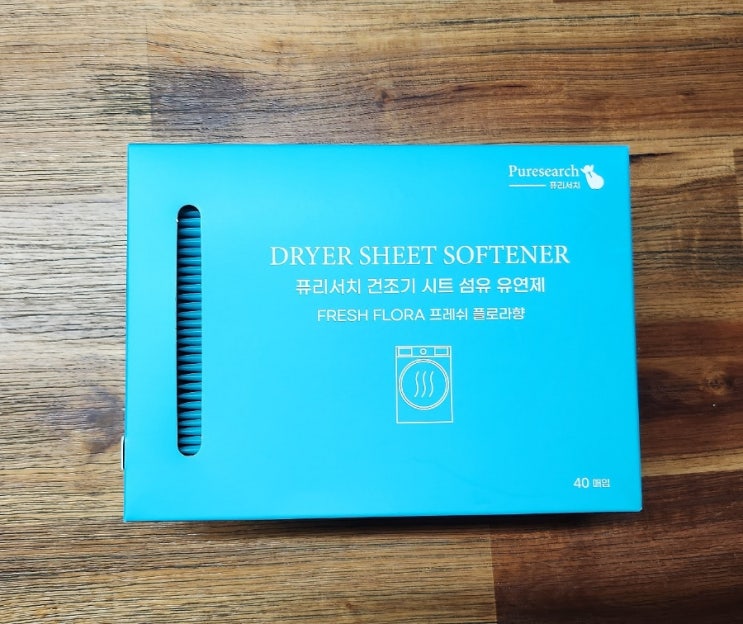 Puresearch
퓨리서치
DRYER SHEET SOFTENER
퓨리서치 건조기 시트 섬유 유연제
FRESH FLORA 프레쉬 플로라향
40 매입